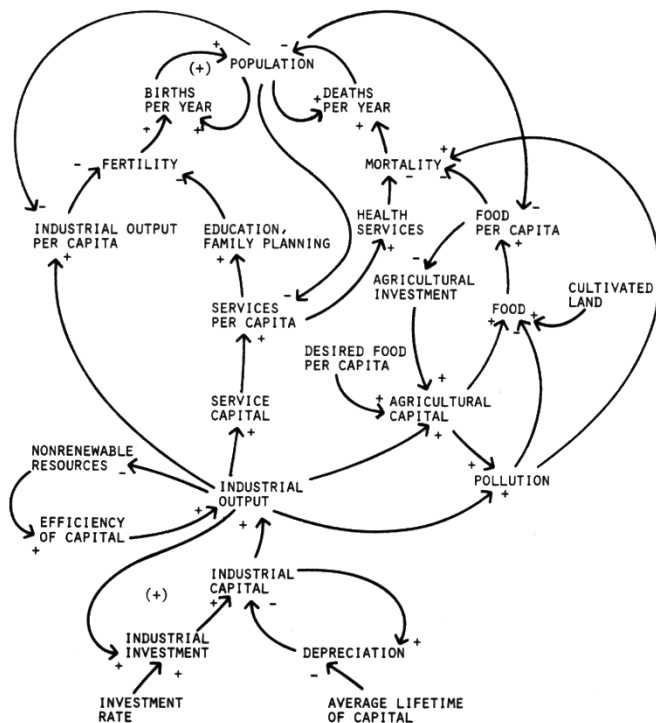 (+)
POPULATION
BIRTHS
PER YEAR
DEATHS
PER YEAR
FERTILITY
MORTALITY
INDUSTRIAL OUTPUT
PER CAPITA
EDUCATION,
FAMILY PLANNING
HEALTH
SERVICES
FOOD
PER CAPITA
AGRICULTURAL
INVESTMENT
CULTIVATED
LAND
SERVICES
PER CAPITA
FOOD
DESIRED FOOD
PER CAPITA
SERVICE
CAPITAL
AGRICULTURAL
CAPITAL
NONRENEWABLE
RESOURCES
INDUSTRIAL
OUTPUT
POLLUTION
EFFICIENCY
OF CAPITAL
INDUSTRIAL
CAPITAL
(+)
INDUSTRIAL
INVESTMENT
DEPRECIATION
INVESTMENT
RATE
AVERAGE LIFETIME
OF CAPITAL